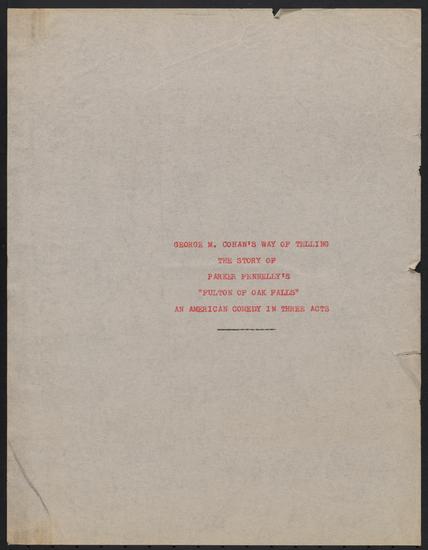 GEORGE M. COHAN'S WAY OF TELLING
THE STORY OF
PARKER FENNELLY'S
"FULTON OF OAK FALLS"
AN AMERICAN COMEDY IN THREE ACTS